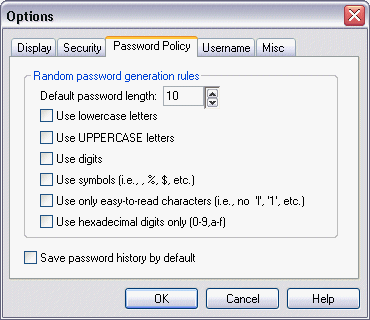 Options
Display Security Password Policy Username Misc
Random password generation rules
Default password length: 10
Use lowercase letters
Use UPPERCASE letters
Use digits
Use symbols (i.e., , %, $, etc.)
Use only easy-to-read characters (i.e., no 'l', '1', etc.)
Use hexadecimal digits only (0-9,a-f)
Save password history by default
OK Cancel Help